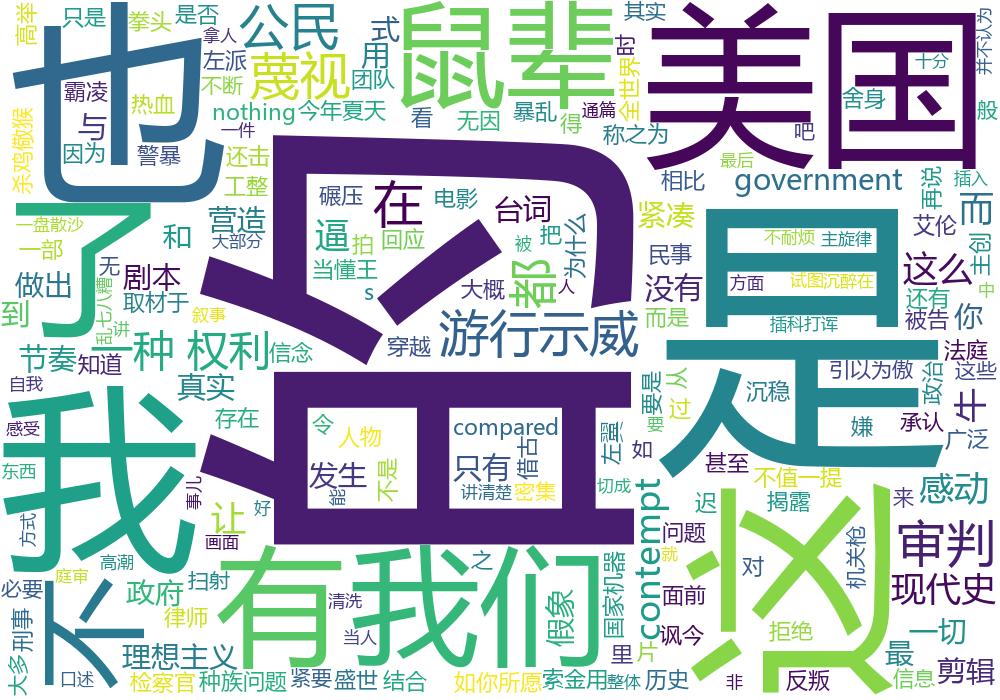 的
是
美国
我
也
了
这
不
有我们
鼠辈
公民
蔑视
在
都
逼
游行示威
审判
现代史
种
权利
这么
牛
而
台词
government
contempt
compared
nothing
s
高举
只是
拳头
是否
拿人
左派
式
用
不断
团队
霸凌
热血
与
因为
警暴
还击
一件
工整
杀鸡儆猴
今年夏天
看
无因
暴乱
得
通篇
时
其实
全世界
称之为
舍身
十分
并不认为
般
吧
最后
相比
再说
插入
紧凑
民事
不耐烦
主旋律
艾伦
主创
中
没有
方面
试图沉醉在
还有
而是
插科打诨
被告
你
法庭
这些
引以为傲
政治
承认
广泛
沉稳
嫌
从
过
要是
要
如
左翼
甚至
不值一提
来
感动
迟
揭露
问题
就
对
机关枪
面前
讽今
拒绝
片
里
国家机器
假象
一切
最
剪辑
信息
反叛
非
历史
整体
索金用
如你所愿
结合
盛世
紧要
种族问题
检察官
理想主义
律师
政府
扫射
清洗
当人
之
高潮
庭审
必要
刑事
大多
口述
方式
东西
感受
自我
存在
让
好
事儿
画面
真实
信念
知道
节奏
叙事
取材于
剧本
做出
到
和
无
讲
乱七八糟
一盘散沙
一部
营造
大部分
碾压
拍
回应
电影
当懂王
大概
穿越
被
把
人
为什么
令
人物
不是
发生
能
只有
借古
讲清楚
密集
切成